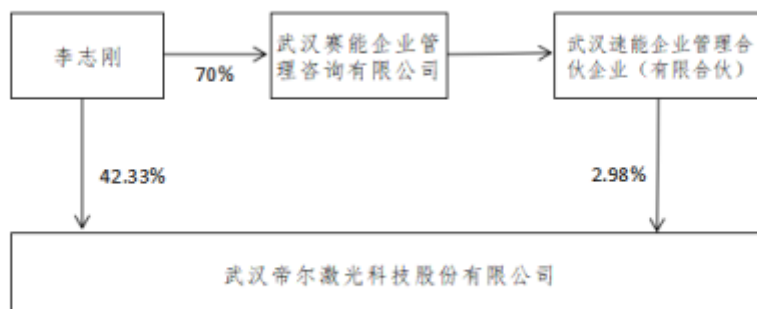 李志刚
70%
武汉赛能企业管
理咨询有限公司
武汉速能企业管理合
伙企业（有限合伙）
42.33%
2.98%
武汉帝尔激光科技股份有限公司